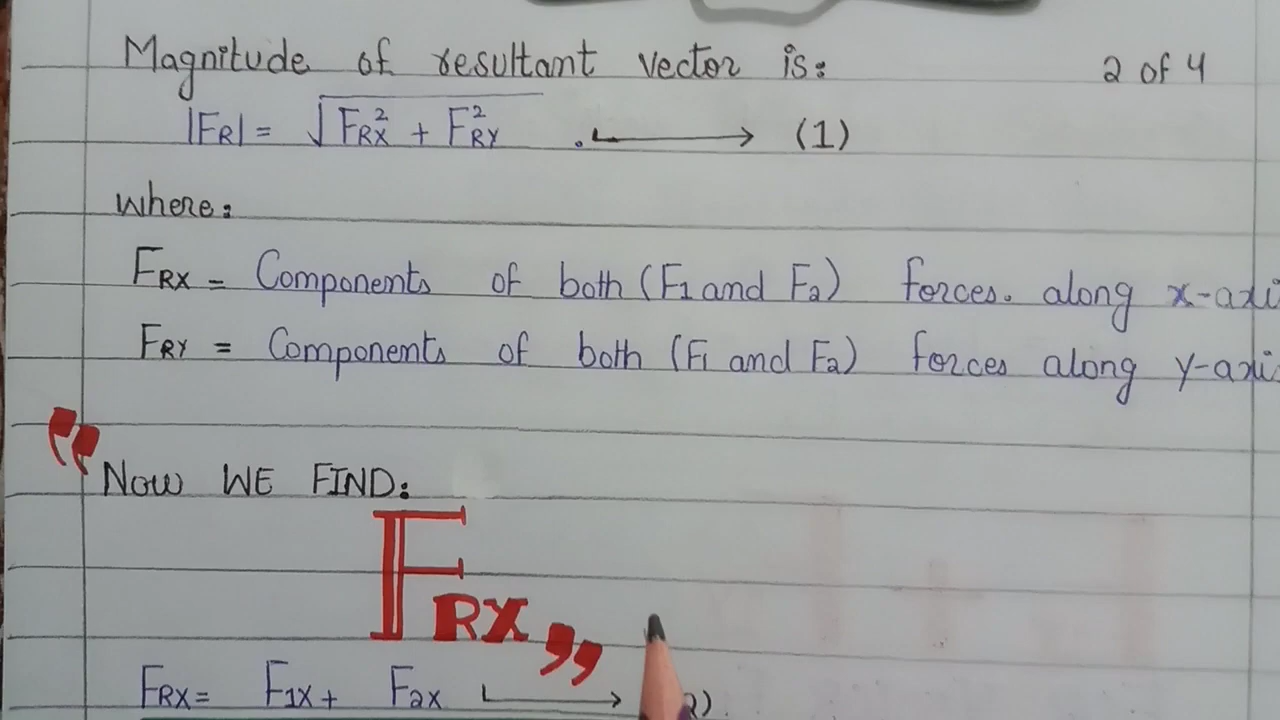 Magnitude of resultant vector is:
2 of 4
|FR| = √FRX² + FRY² . ⟶ (1)
where:
FRX = Components of both (F1 and F2) forces. along x-axi
FRY = Components of both (F1 and F2) forces along y-axi
"NOW WE FIND:
FRX"
FRX = F1X + F2X ⟶ 2)